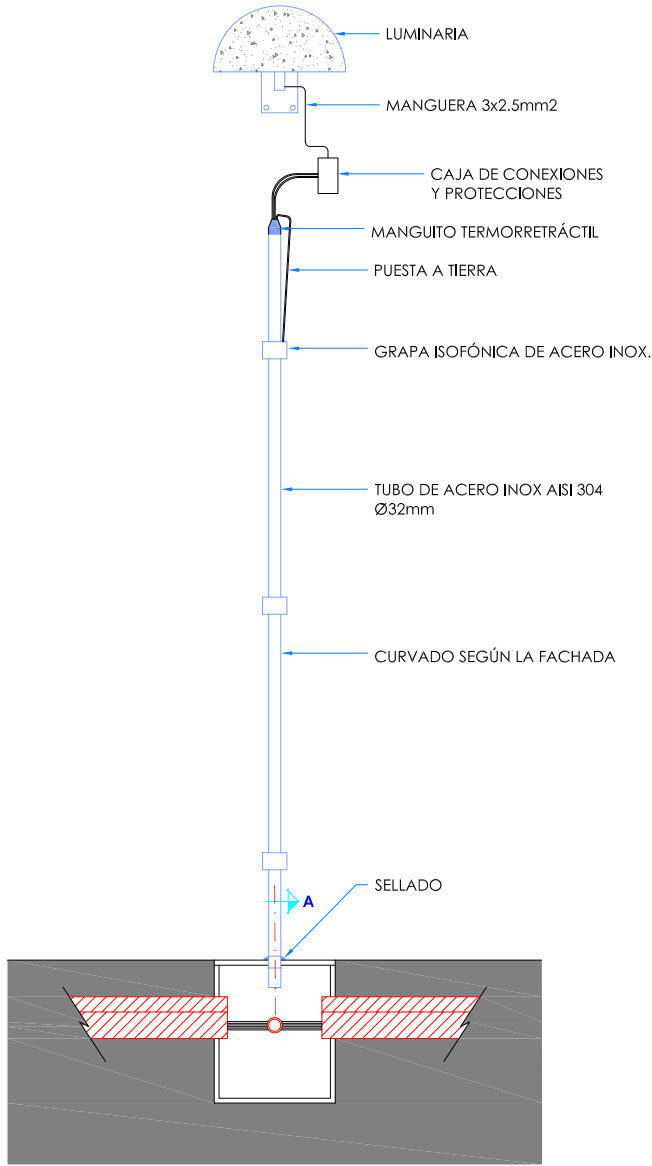 LUMINARIA
MANGUERA 3x2.5mm2
CAJA DE CONEXIONES
Y PROTECCIONES
MANGUITO TERMORRETRÁCTIL
PUESTA A TIERRA
GRAPA ISOFÓNICA DE ACERO INOX.
TUBO DE ACERO INOX AISI 304
Ø32mm
CURVADO SEGÚN LA FACHADA
SELLADO
A